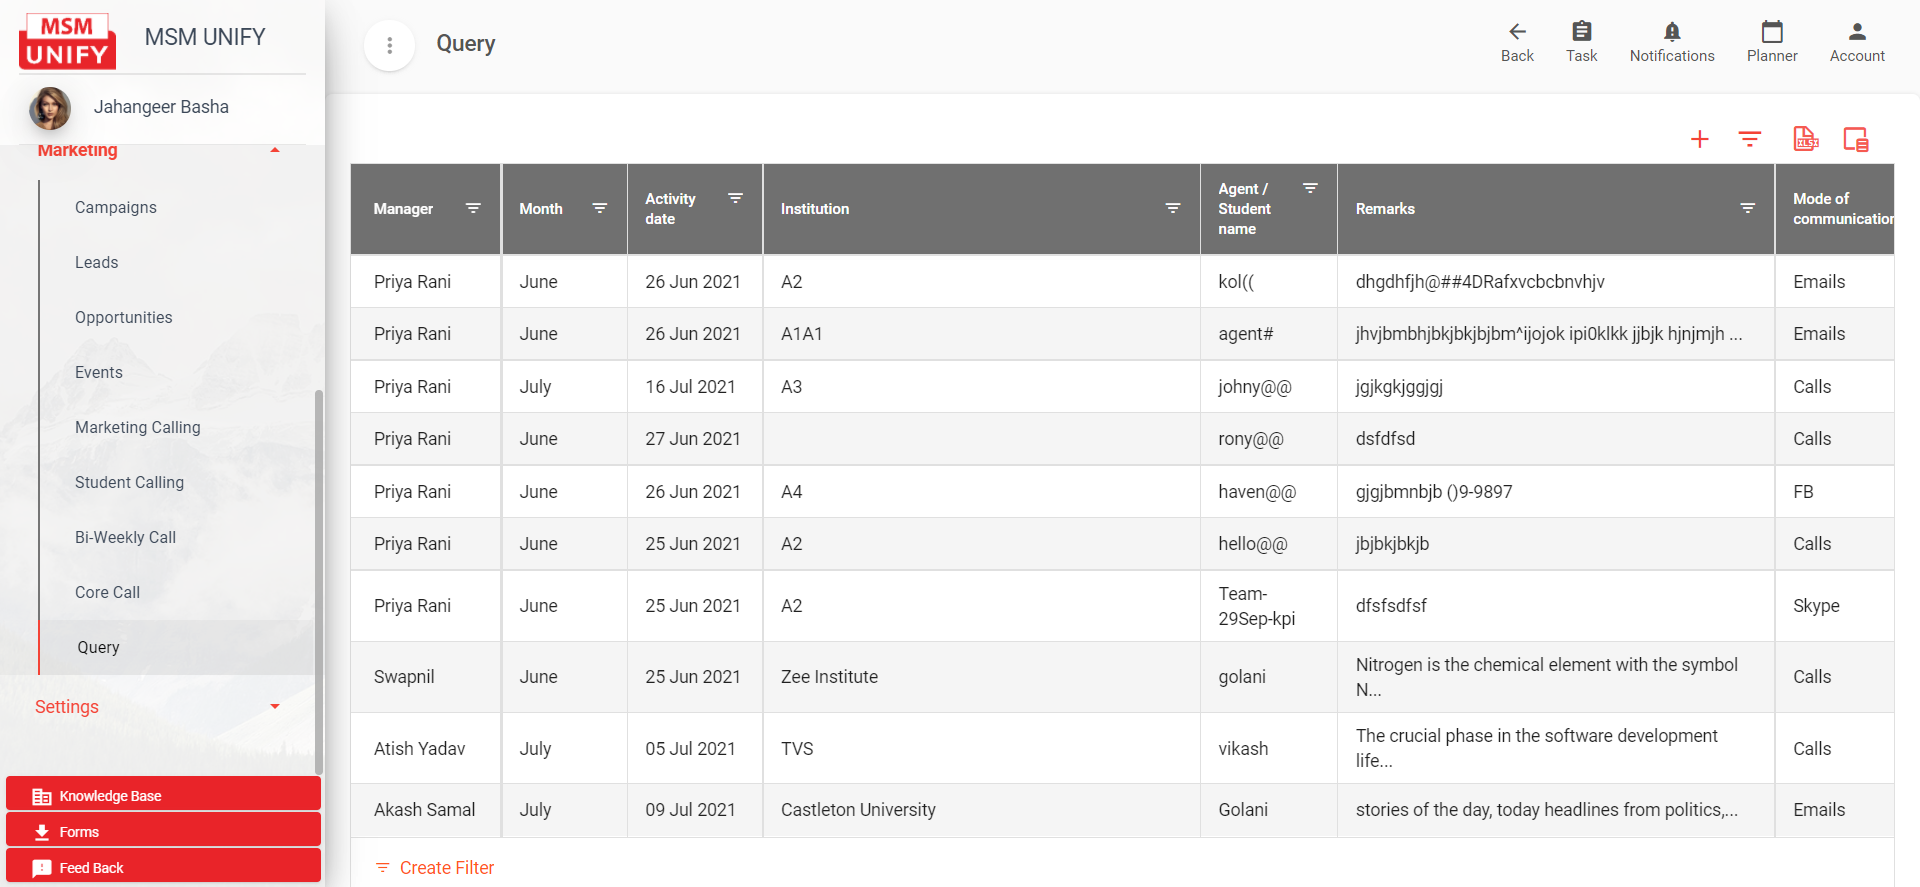 MSM
UNIFY
MSM UNIFY
Jahangeer Basha
Marketing
Campaigns
Leads
Opportunities
Events
Marketing Calling
Student Calling
Bi-Weekly Call
Core Call
Query
Settings
Knowledge Base
Forms
Feed Back
Query
Back
Task
Notifications
Planner
Account
XLSX
Manager
Month
Activity
date
Institution
Agent /
Student
name
Remarks
Mode of
communication
Priya Rani June 26 Jun 2021 A2 kol(( dhgdhfjh@##4DRafxvcbcbnvhjv Emails
Priya Rani June 26 Jun 2021 A1A1 agent# jhvjbmbhjbkjbkjbjbm^ijojok ipi0klkk jjbjk hjnjmjh ... Emails
Priya Rani July 16 Jul 2021 A3 johny@@ jgjkgkjggjgj Calls
Priya Rani June 27 Jun 2021 rony@@ dsfdfsd Calls
Priya Rani June 26 Jun 2021 A4 haven@@ gjgjbmnbjb ()9-9897 FB
Priya Rani June 25 Jun 2021 A2 hello@@ jbjbkjbkjb Calls
Priya Rani June 25 Jun 2021 A2 Team-
29Sep-kpi dfsfsdfsf Skype
Swapnil June 25 Jun 2021 Zee Institute golani Nitrogen is the chemical element with the symbol
N... Calls
Atish Yadav July 05 Jul 2021 TVS vikash The crucial phase in the software development
life... Calls
Akash Samal July 09 Jul 2021 Castleton University Golani stories of the day, today headlines from politics,... Emails
Create Filter